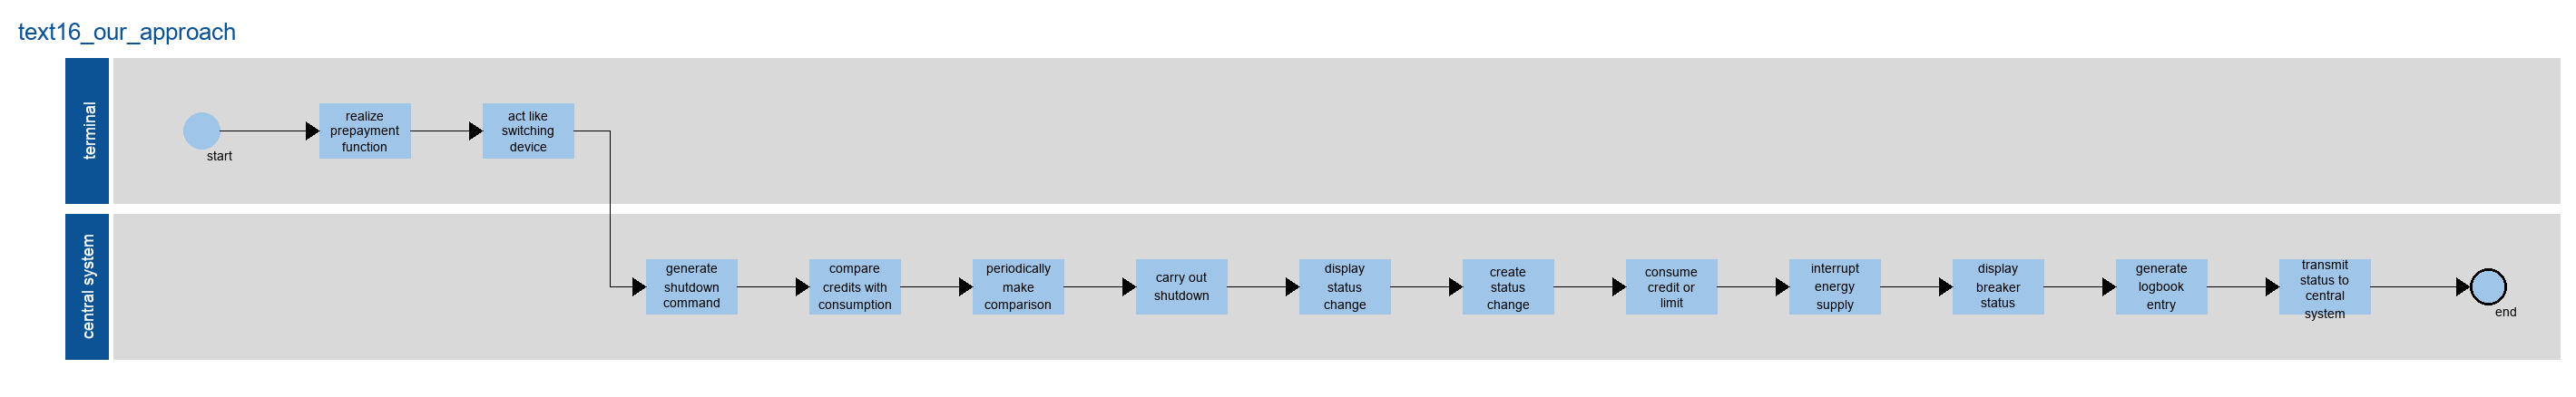 text16_our_approach
terminal
start
realize
prepayment
function
act like
switching
device
central system
generate
shutdown
command
compare
credits with
consumption
periodically
make
comparison
carry out
shutdown
display
status
change
create
status
change
consume
credit or
limit
interrupt
energy
supply
display
breaker
status
generate
logbook
entry
transmit
status to
central
system
end